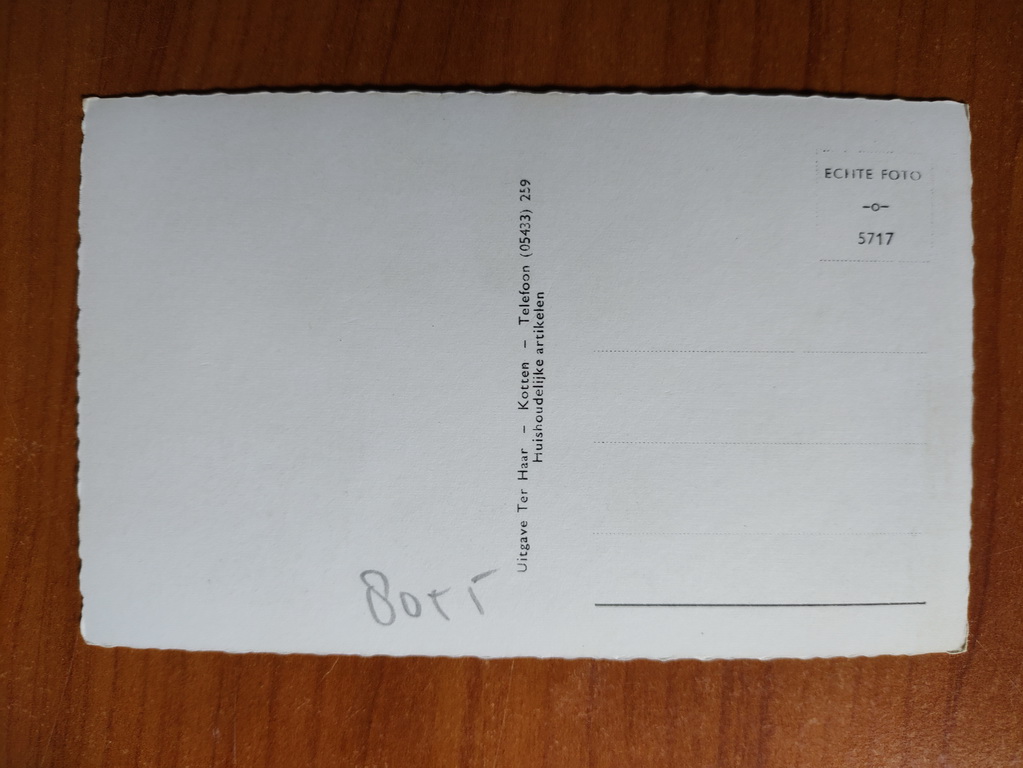 Uitgave Ter Haar – Kotten – Telefoon (05433) 259
Huishoudelijke artikelen
ECHTE FOTO
–o–
5717